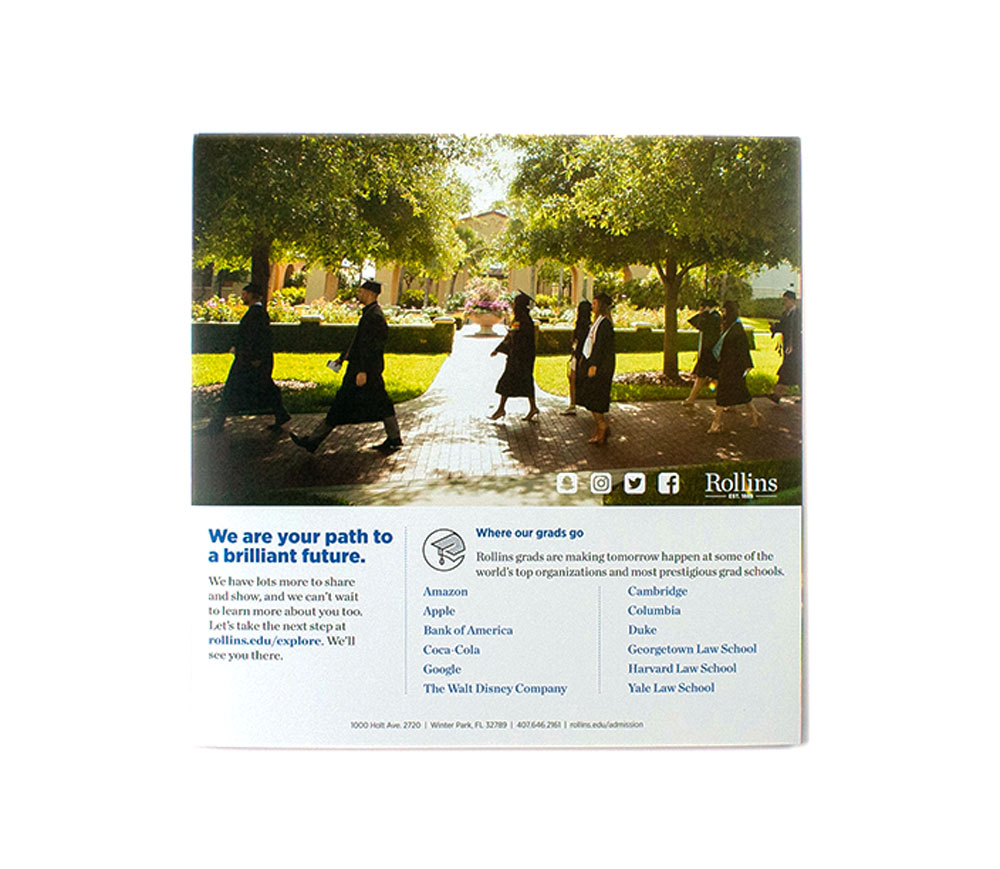 Rollins
EST. 1885
We are your path to
a brilliant future.
We have lots more to share
and show, and we can't wait
to learn more about you too.
Let's take the next step at
rollins.edu/explore. We'll
see you there.
Where our grads go
Rollins grads are making tomorrow happen at some of the
world's top organizations and most prestigious grad schools.
Amazon
Apple
Bank of America
Coca-Cola
Google
The Walt Disney Company
Cambridge
Columbia
Duke
Georgetown Law School
Harvard Law School
Yale Law School
1000 Holt Ave. 2720 | Winter Park, FL 32789 | 407.646.2161 | rollins.edu/admission